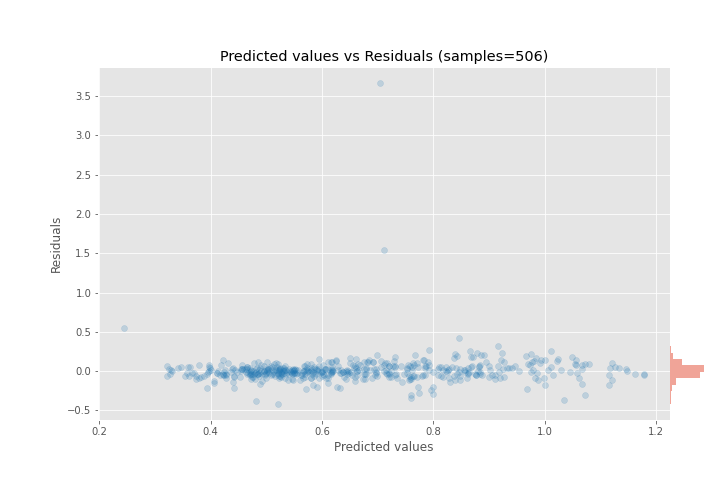 Predicted values vs Residuals (samples=506)
3.5
3.0
2.5
2.0
1.5
1.0
0.5
0.0
−0.5
Residuals
0.2 0.4 0.6 0.8 1.0 1.2
Predicted values